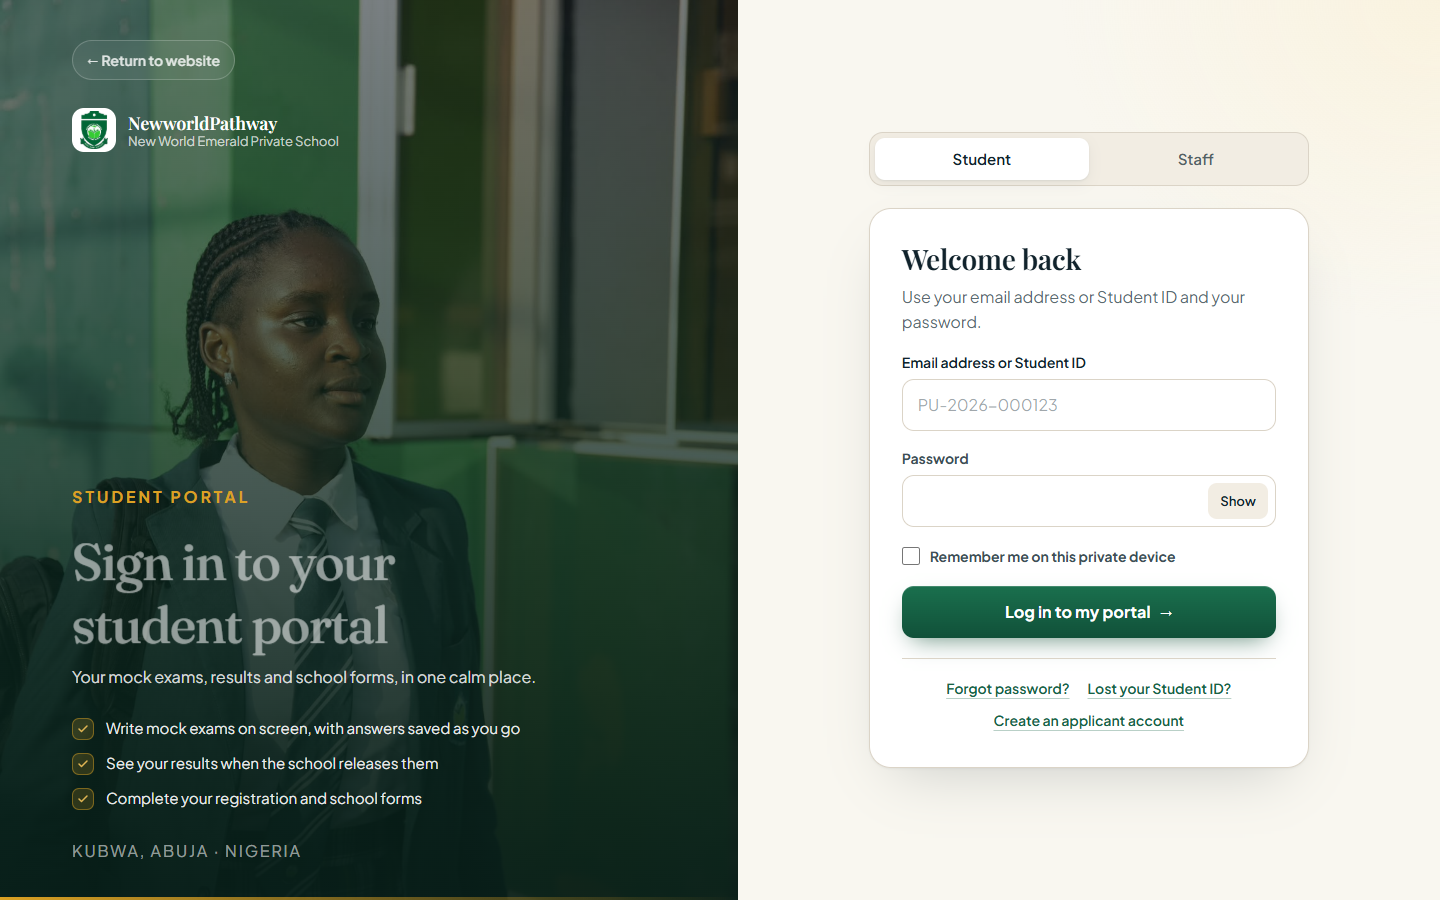 ← Return to website
NewworldPathway
New World Emerald Private School
STUDENT PORTAL
Sign in to your
student portal
Your mock exams, results and school forms, in one calm place.
Write mock exams on screen, with answers saved as you go
See your results when the school releases them
Complete your registration and school forms
KUBWA, ABUJA · NIGERIA
Student
Staff
Welcome back
Use your email address or Student ID and your
password.
Email address or Student ID
PU-2026-000123
Password
Show
Remember me on this private device
Log in to my portal →
Forgot password?
Lost your Student ID?
Create an applicant account